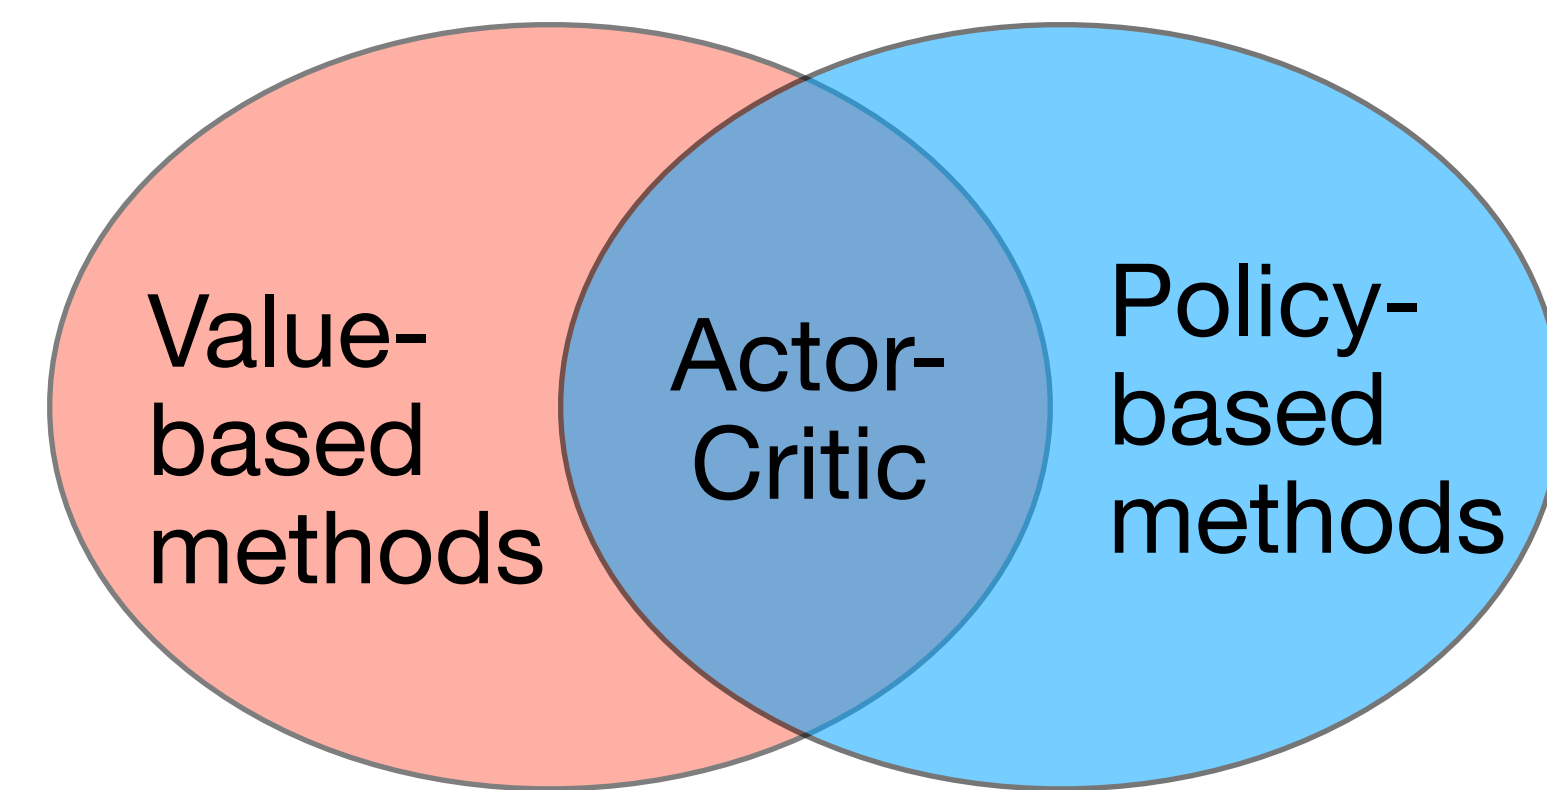 Value-
based
methods
Actor-
Critic
Policy-
based
methods